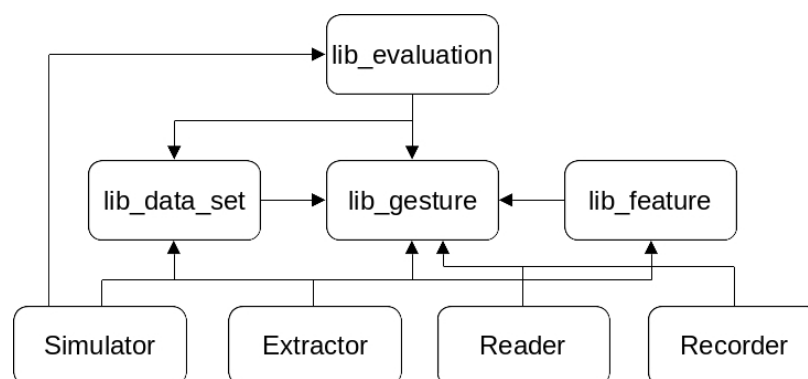 lib_evaluation
lib_data_set
lib_gesture
lib_feature
Simulator
Extractor
Reader
Recorder